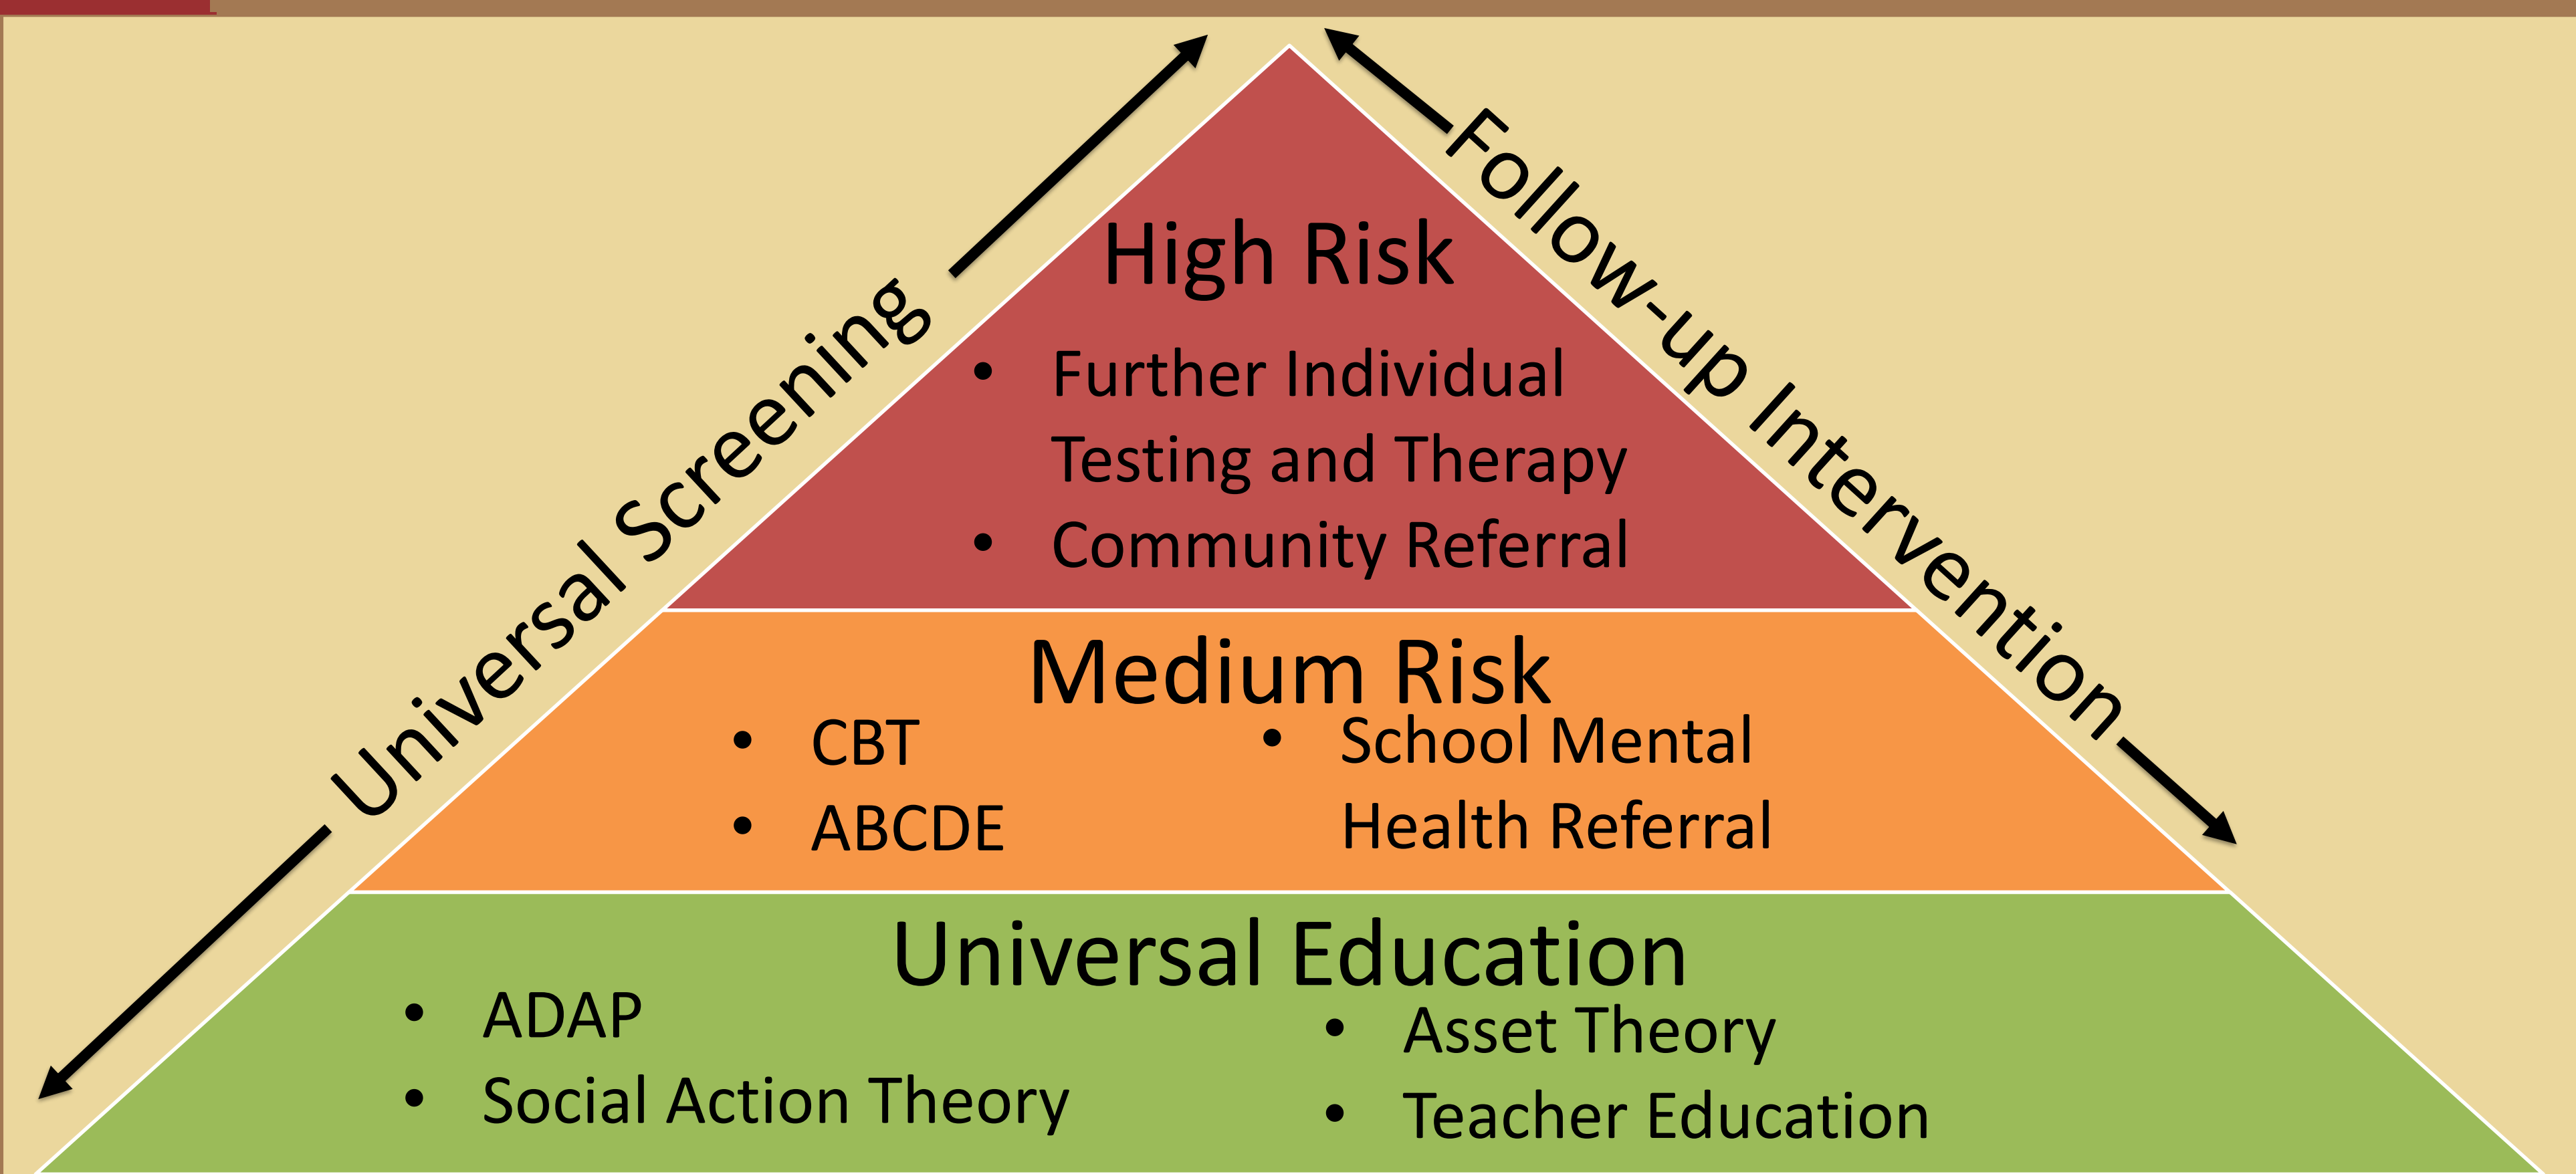 Universal Screening
Follow-up Intervention
High Risk
• Further Individual
Testing and Therapy
• Community Referral
Medium Risk
• CBT
• ABCDE
• School Mental
Health Referral
Universal Education
• ADAP
• Social Action Theory
• Asset Theory
• Teacher Education